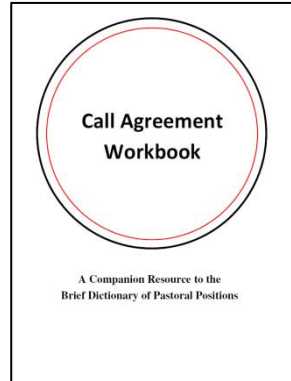 Call Agreement
Workbook
A Companion Resource to the
Brief Dictionary of Pastoral Positions